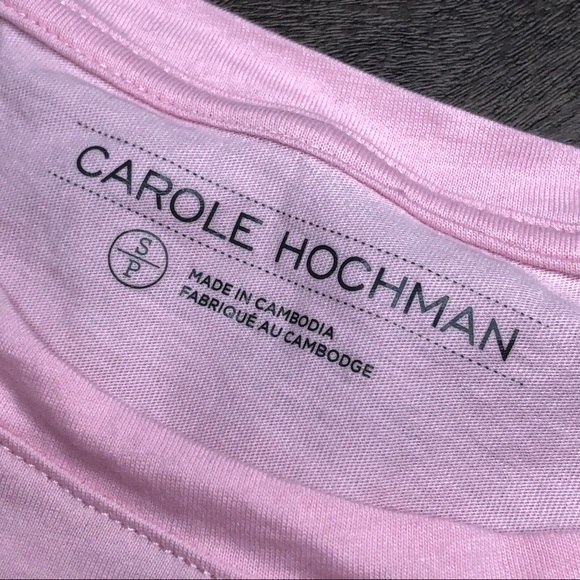 CAROLE HOCHMAN
S
P
MADE IN CAMBODIA
FABRIQUÉ AU CAMBODGE